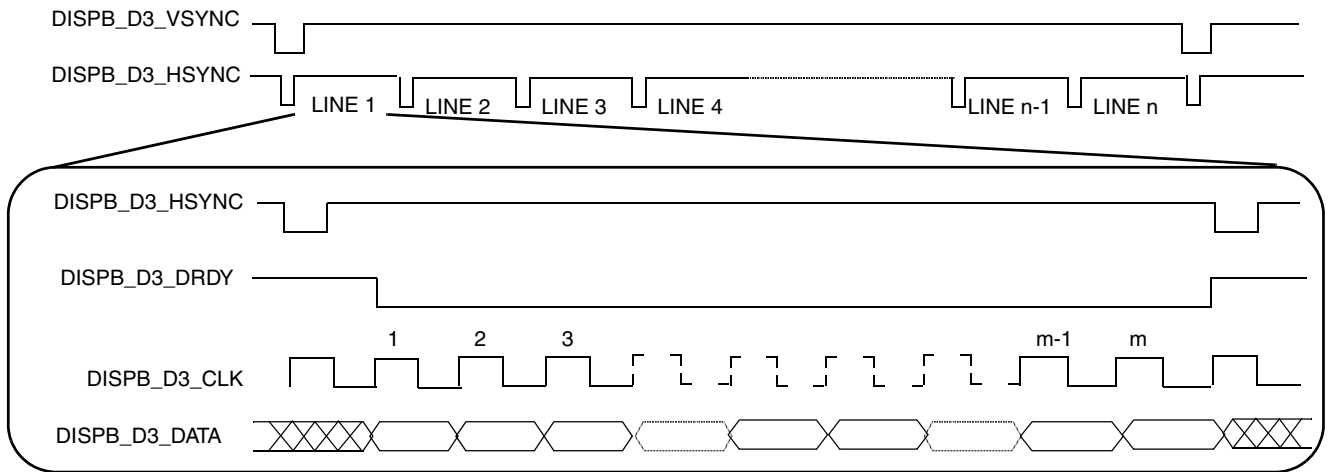 DISPB_D3_VSYNC
DISPB_D3_HSYNC
LINE 1 LINE 2 LINE 3 LINE 4 LINE n-1 LINE n
DISPB_D3_HSYNC
DISPB_D3_DRDY
1 2 3 m-1 m
DISPB_D3_CLK
DISPB_D3_DATA